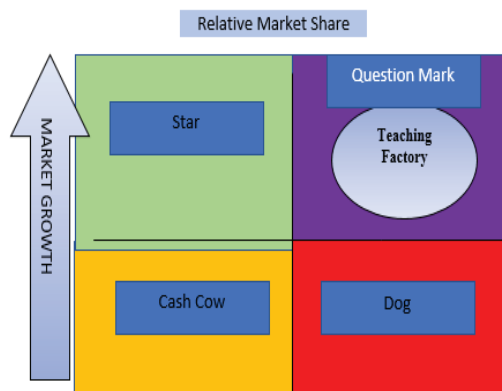 Relative Market Share
MARKET GROWTH
Star
Question Mark
Teaching
Factory
Cash Cow
Dog